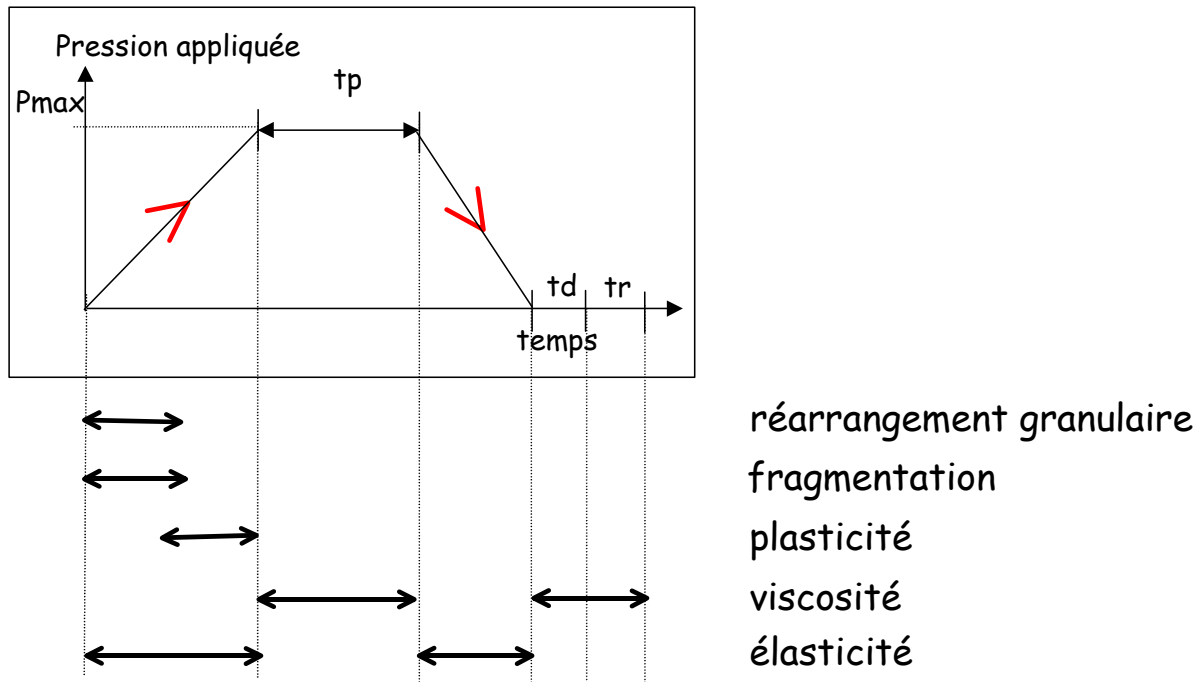 Pression appliquée
tp
Pmax
td
tr
temps
réarrangement granulaire
fragmentation
plasticité
viscosité
élasticité